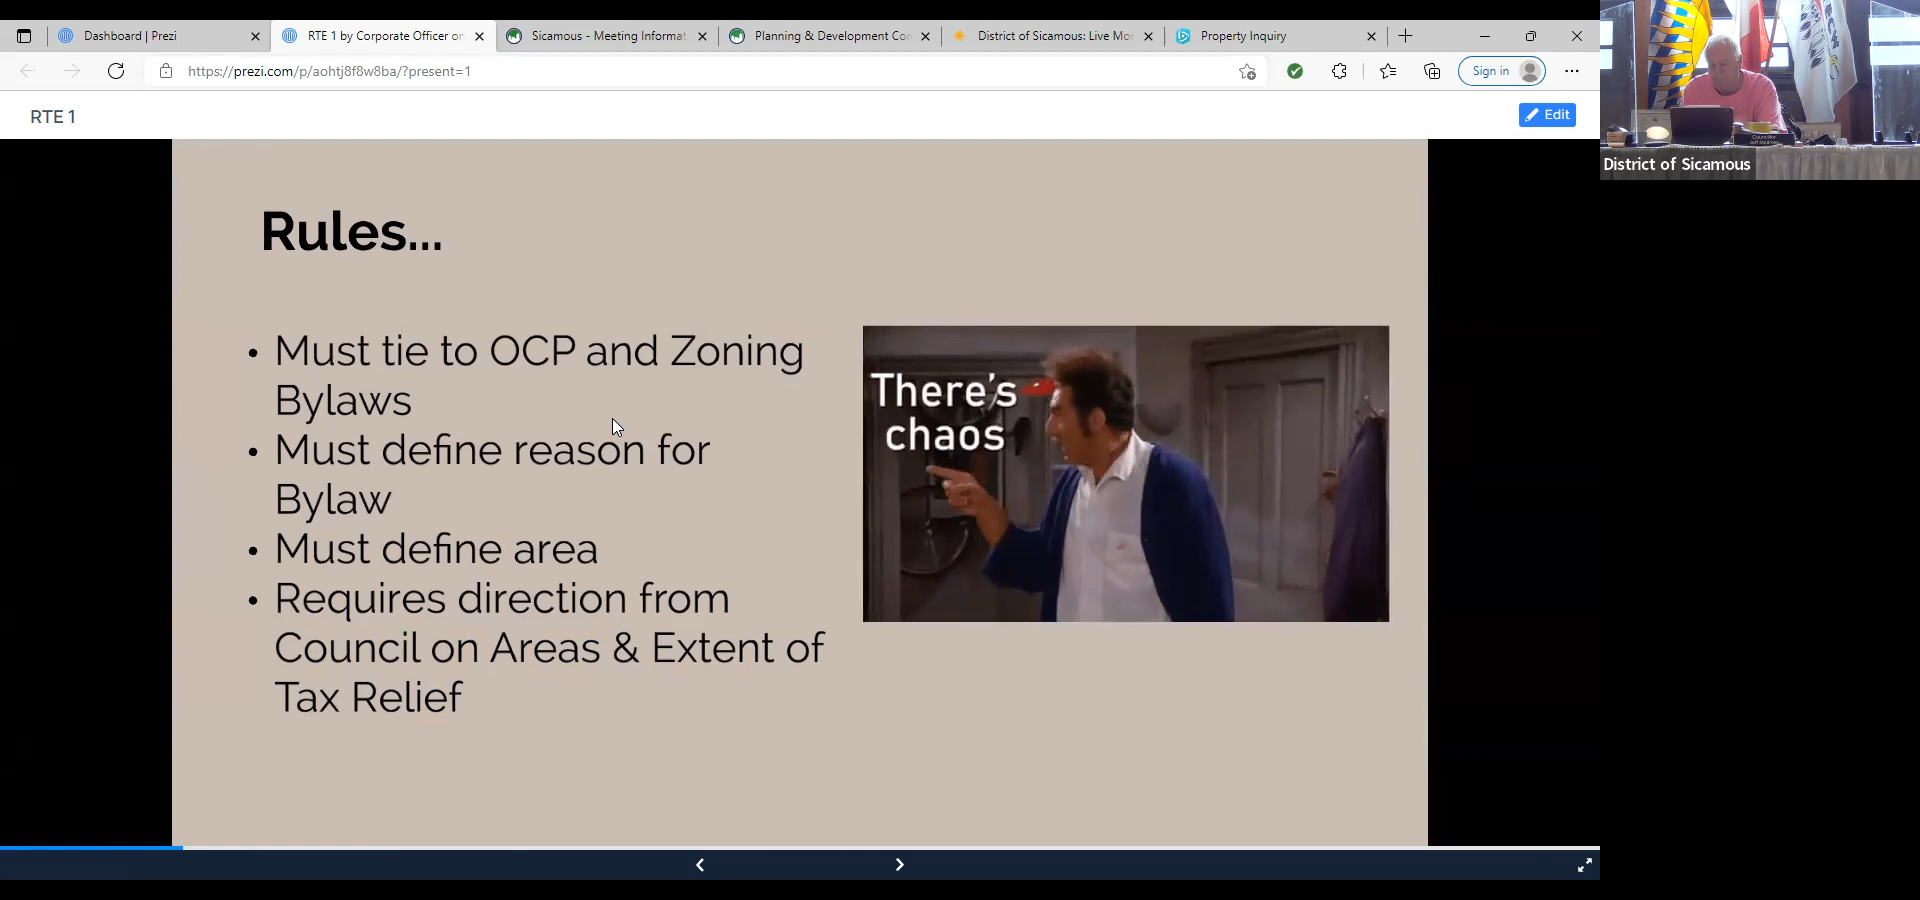 Dashboard | Prezi
RTE 1 by Corporate Officer on
Sicamous - Meeting Informat
Planning & Development Con
District of Sicamous: Live Mor
Property Inquiry
https://prezi.com/p/aohtj8f8w8ba/?present=1
Sign in
RTE 1
Edit
Rules...
• Must tie to OCP and Zoning
Bylaws
• Must define reason for
Bylaw
• Must define area
• Requires direction from
Council on Areas & Extent of
Tax Relief
There's
chaos
Councillor
District of Sicamous